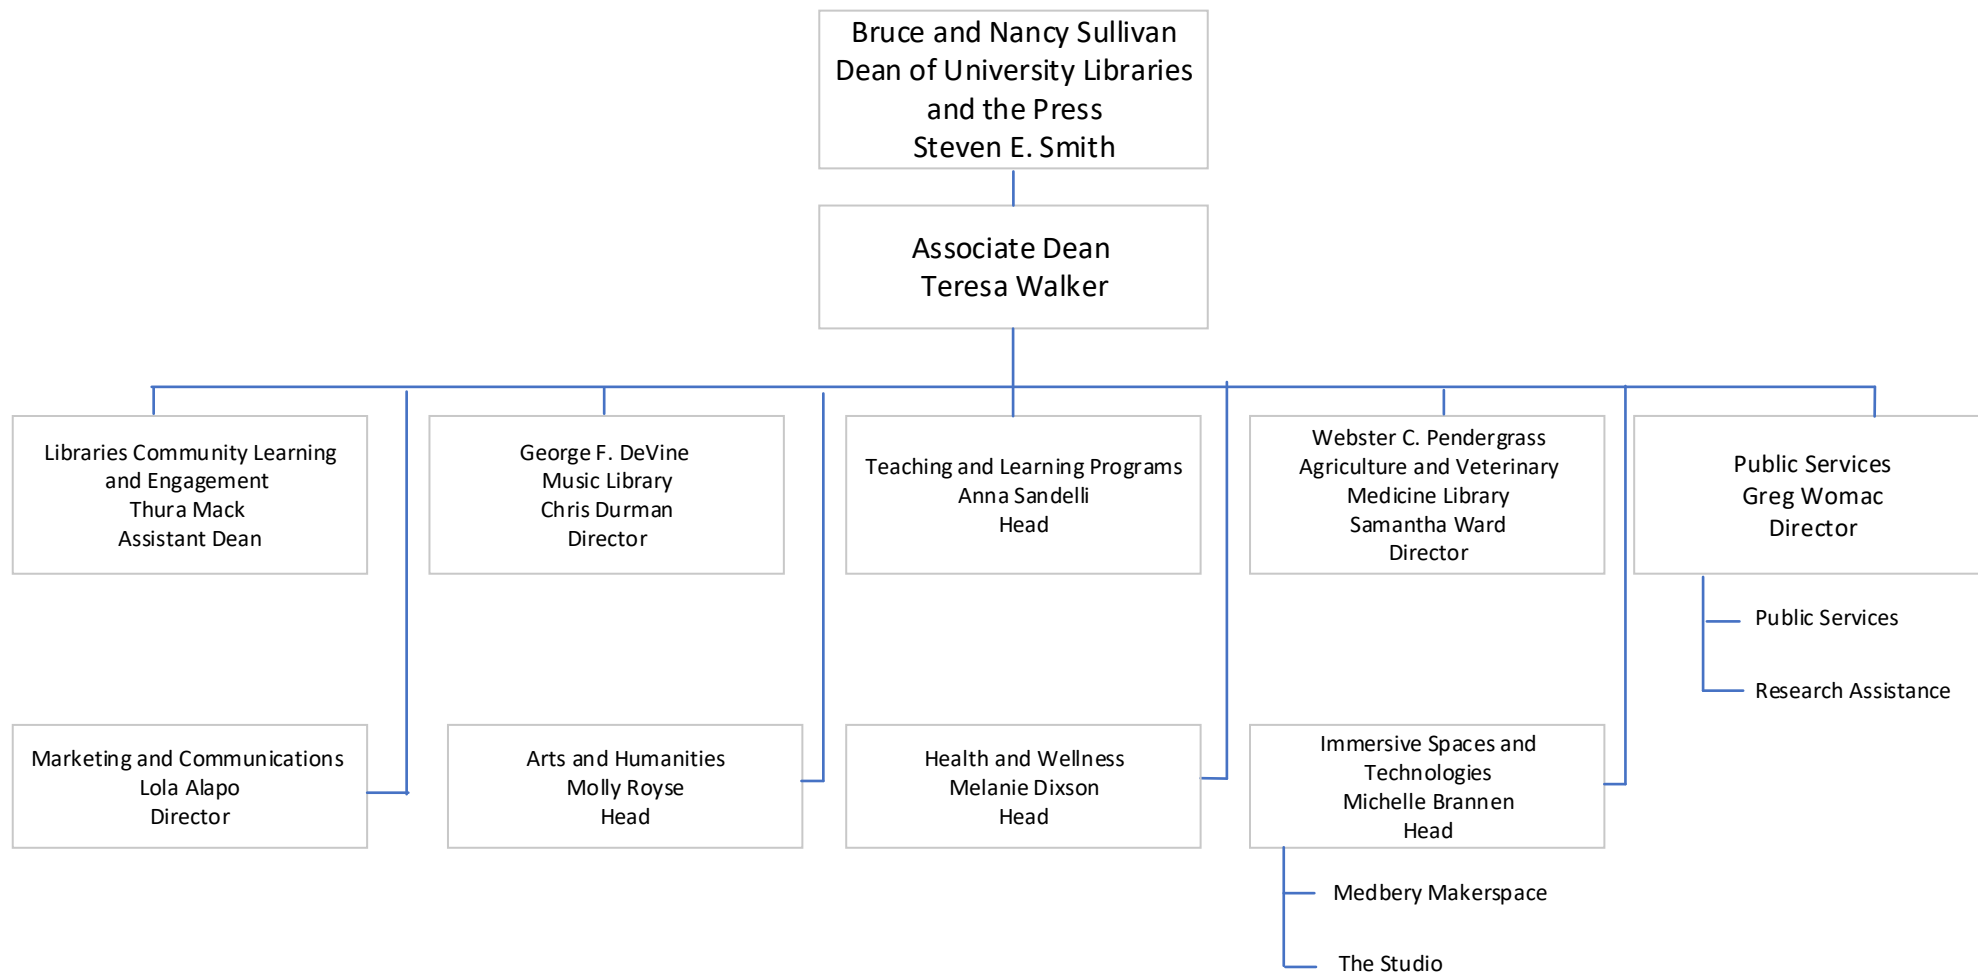 Bruce and Nancy Sullivan
Dean of University Libraries
and the Press
Steven E. Smith
Associate Dean
Teresa Walker
Libraries Community Learning
and Engagement
Thura Mack
Assistant Dean
George F. DeVine
Music Library
Chris Durman
Director
Teaching and Learning Programs
Anna Sandelli
Head
Webster C. Pendergrass
Agriculture and Veterinary
Medicine Library
Samantha Ward
Director
Public Services
Greg Womac
Director
Public Services
Research Assistance
Marketing and Communications
Lola Alapo
Director
Arts and Humanities
Molly Royse
Head
Health and Wellness
Melanie Dixson
Head
Immersive Spaces and
Technologies
Michelle Brannen
Head
Medbery Makerspace
The Studio